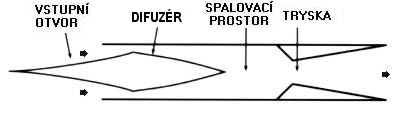 VSTUPNÍ
OTVOR
DIFUZÉR
SPALOVACÍ
PROSTOR
TRYSKA